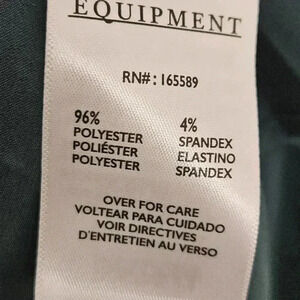 EQUIPMENT
RN#: 165589
96% 4%
POLYESTER SPANDEX
POLIÉSTER ELASTINO
POLYESTER SPANDEX
OVER FOR CARE
VOLTEAR PARA CUIDADO
VOIR DIRECTIVES
D'ENTRETIEN AU VERSO